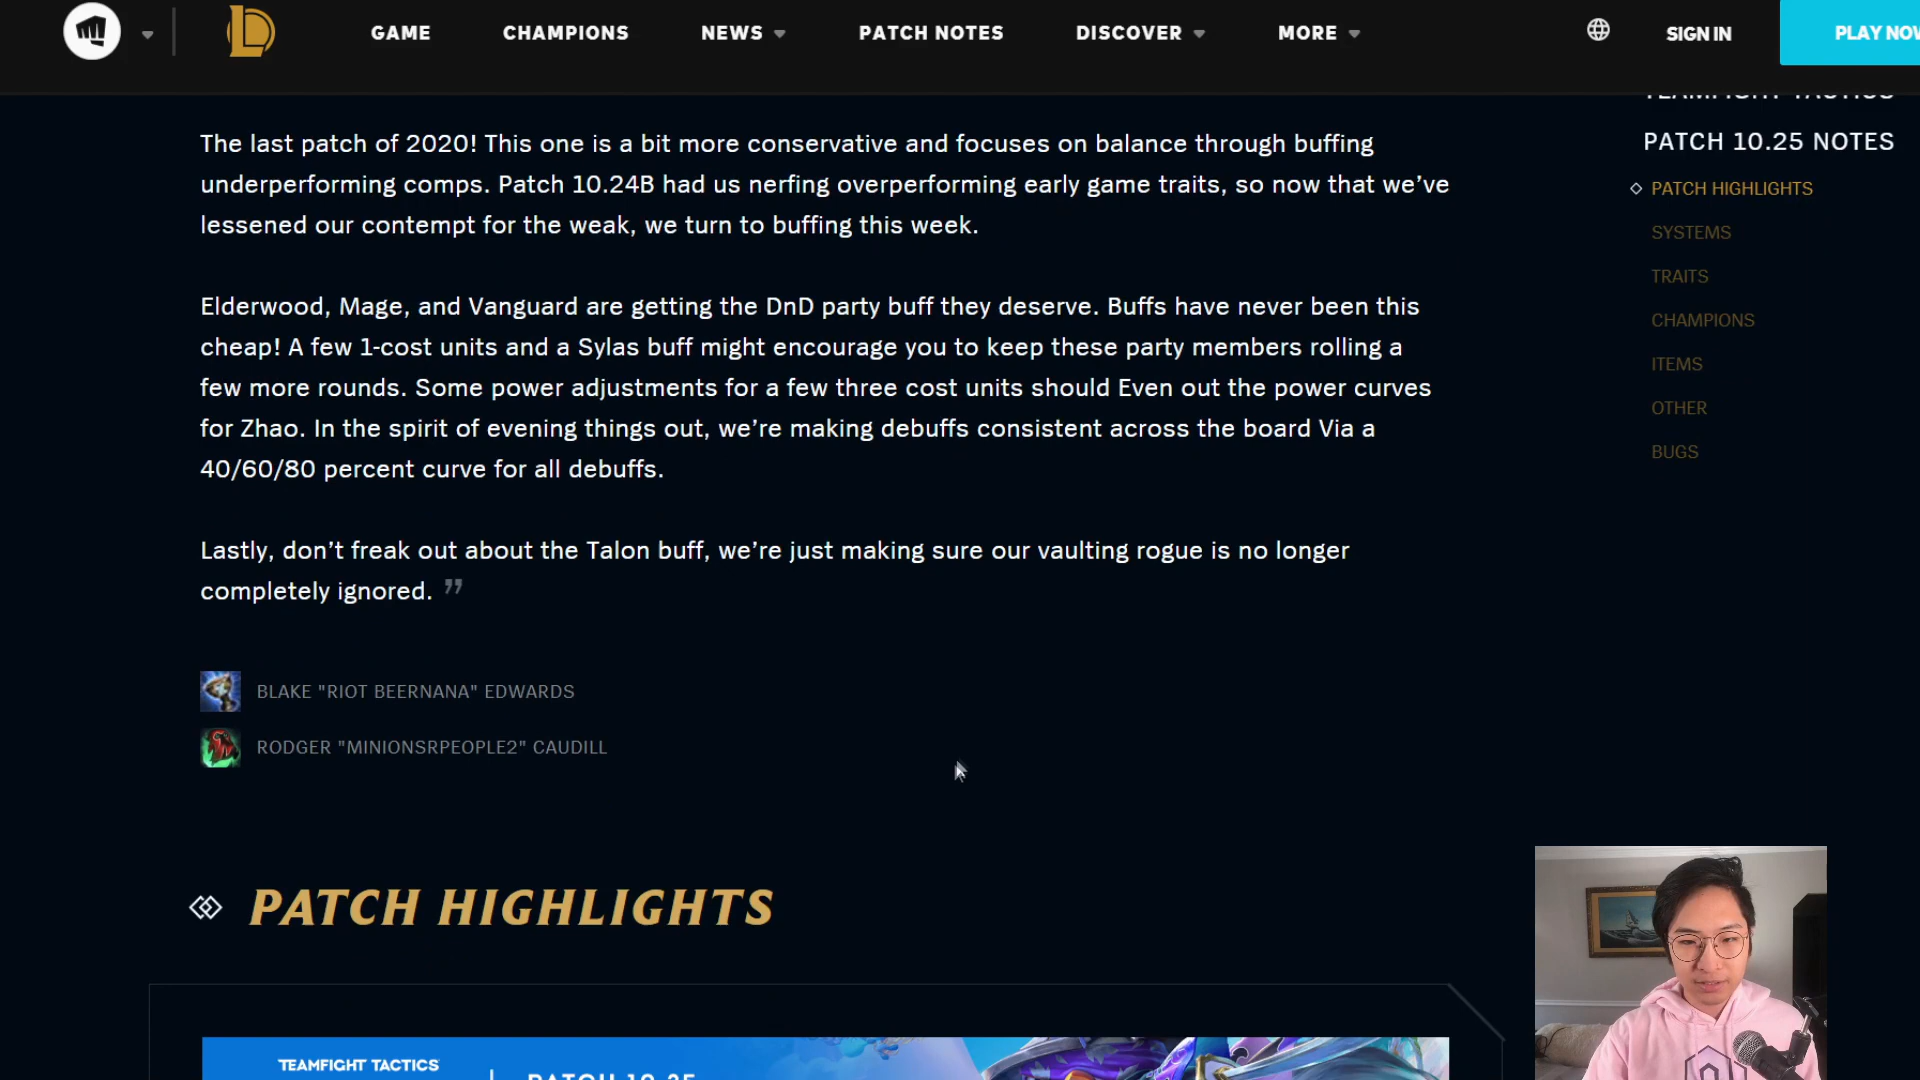 GAME CHAMPIONS NEWS PATCH NOTES DISCOVER MORE SIGN IN PLAY NOW
TEAMFIGHT TACTICS
PATCH 10.25 NOTES
PATCH HIGHLIGHTS
SYSTEMS
TRAITS
CHAMPIONS
ITEMS
OTHER
BUGS
The last patch of 2020! This one is a bit more conservative and focuses on balance through buffing
underperforming comps. Patch 10.24B had us nerfing overperforming early game traits, so now that we’ve
lessened our contempt for the weak, we turn to buffing this week.
Elderwood, Mage, and Vanguard are getting the DnD party buff they deserve. Buffs have never been this
cheap! A few 1-cost units and a Sylas buff might encourage you to keep these party members rolling a
few more rounds. Some power adjustments for a few three cost units should Even out the power curves
for Zhao. In the spirit of evening things out, we’re making debuffs consistent across the board Via a
40/60/80 percent curve for all debuffs.
Lastly, don’t freak out about the Talon buff, we’re just making sure our vaulting rogue is no longer
completely ignored. ”
BLAKE "RIOT BEERNANA" EDWARDS
RODGER "MINIONSRPEOPLE2" CAUDILL
PATCH HIGHLIGHTS
TEAMFIGHT TACTICS
PATCH 10.25